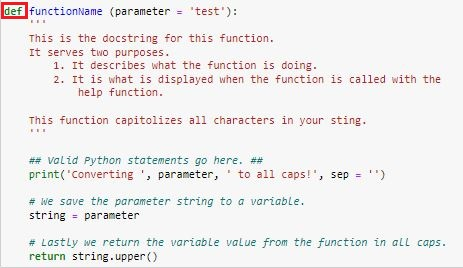 def functionName (parameter = 'test'):
'''
This is the docstring for this function.
It serves two purposes.
1. It describes what the function is doing.
2. It is what is displayed when the function is called with the
help function.
This function capitolizes all characters in your sting.
'''
## Valid Python statements go here. ##
print('Converting ', parameter, ' to all caps!', sep = '')
# We save the parameter string to a variable.
string = parameter
# Lastly we return the variable value from the function in all caps.
return string.upper()